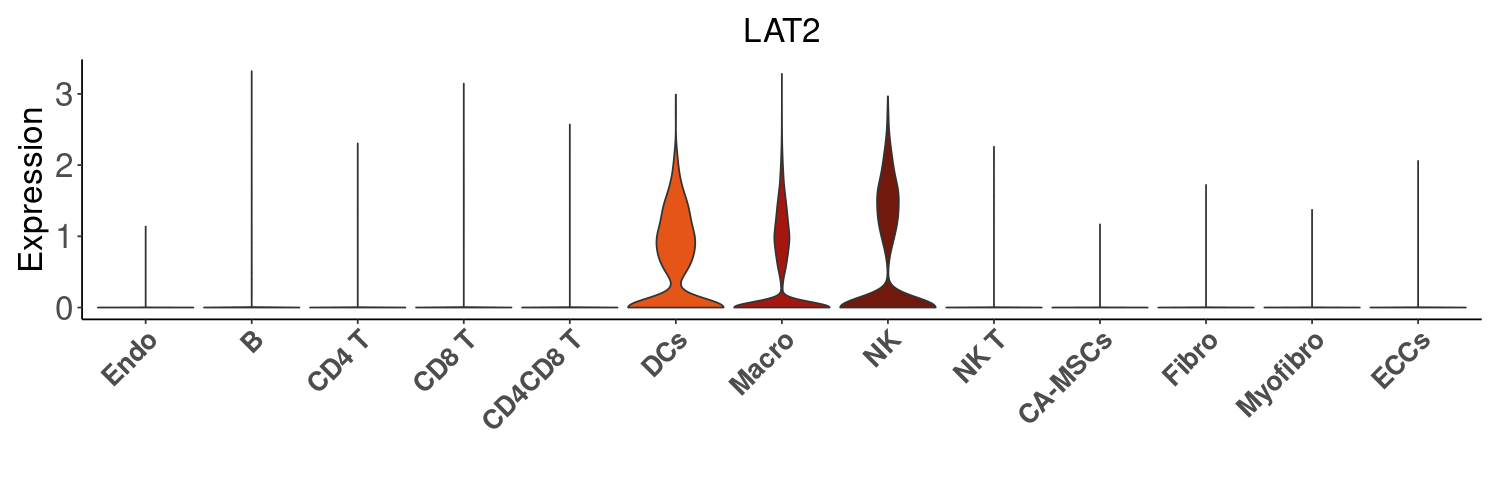 LAT2
Expression
3
2
1
0
Endo
B
CD4 T
CD8 T
CD4CD8 T
DCs
Macro
NK
NK T
CA-MSCs
Fibro
Myofibro
ECCs